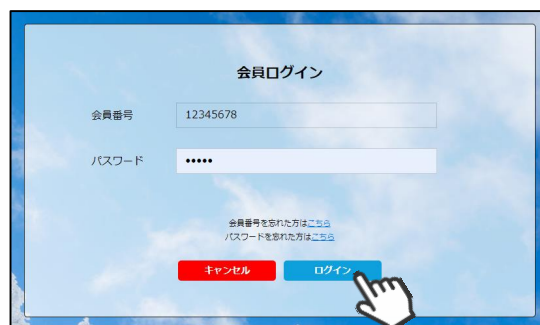 会員ログイン
会員番号 12345678
パスワード •••••
会員番号を忘れた方はこちら
パスワードを忘れた方はこちら
キャンセル ログイン